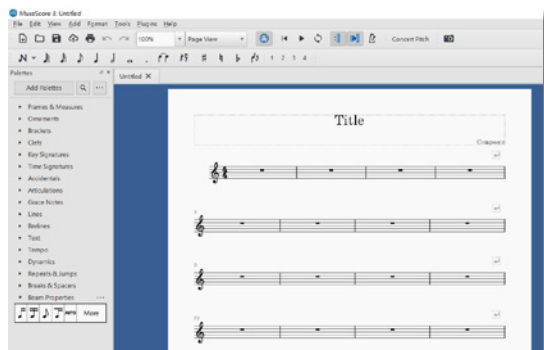 MuseScore 3: Untitled
File Edit View Add Format Tools Plugins Help
100% Page View Concert Pitch
N 1 2 3 4
Palettes
Untitled X
Add Palettes
Frames & Measures
Ornaments
Brackets
Clefs
Key Signatures
Time Signatures
Accidentals
Articulations
Grace Notes
Lines
Barlines
Text
Tempo
Dynamics
Repeats & Jumps
Breaks & Spacers
Beam Properties
More
Title
Composer